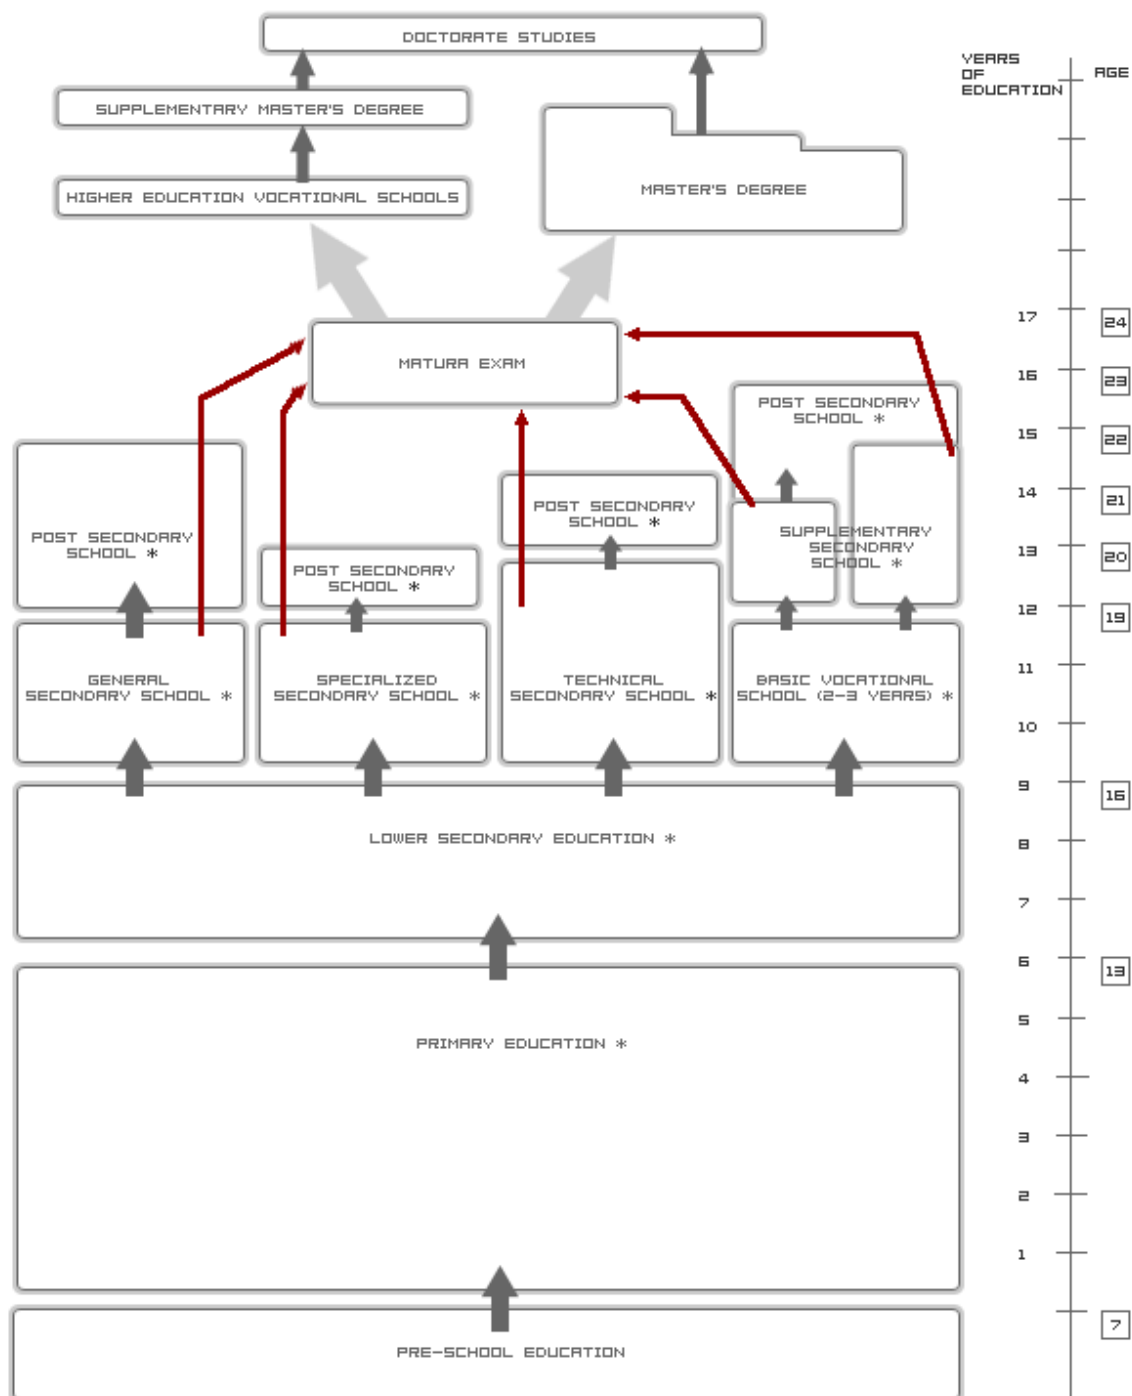 DOCTORATE STUDIES
YEARS
OF
EDUCATION
AGE
SUPPLEMENTARY MASTER'S DEGREE
HIGHER EDUCATION VOCATIONAL SCHOOLS
MASTER'S DEGREE
17
24
MATURA EXAM
16
23
POST SECONDARY
SCHOOL *
15
22
14
21
POST SECONDARY
SCHOOL *
POST SECONDARY
SCHOOL *
SUPPLEMENTARY
SECONDARY
SCHOOL *
13
20
POST SECONDARY
SCHOOL *
12
19
GENERAL
SECONDARY SCHOOL *
SPECIALIZED
SECONDARY SCHOOL *
TECHNICAL
SECONDARY SCHOOL *
BASIC VOCATIONAL
SCHOOL (2-3 YEARS) *
11
10
9
16
LOWER SECONDARY EDUCATION *
8
7
6
13
5
PRIMARY EDUCATION *
4
3
2
1
7
PRE-SCHOOL EDUCATION